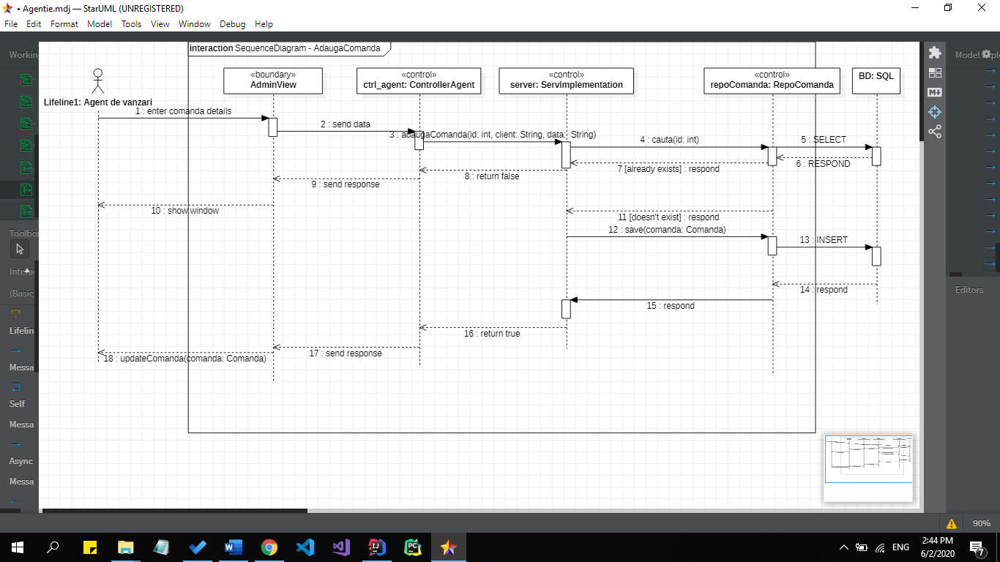 • Agentie.mdj — StarUML (UNREGISTERED)
File Edit Format Model Tools View Window Debug Help
Working
interaction SequenceDiagram - AdaugaComanda
Model Expl
«boundary»
AdminView
«control»
ctrl_agent: ControllerAgent
«control»
server: ServImplementation
«control»
repoComanda: RepoComanda
BD: SQL
Lifeline1: Agent de vanzari
1 : enter comanda details
2 : send data
3 : adaugaComanda(id: int, client: String, data: String)
4 : cauta(id: int)
5 : SELECT
6 : RESPOND
7 [already exists] : respond
8 : return false
9 : send response
10 : show window
11 [doesn't exist] : respond
12 : save(comanda: Comanda)
13 : INSERT
14 : respond
15 : respond
16 : return true
17 : send response
18 : updateComanda(comanda: Comanda)
Toolbo
Intera
(Basic
Lifelin
Messa
Self
Messa
Async
Messa
Editors
90%
ENG
2:44 PM
6/2/2020
7